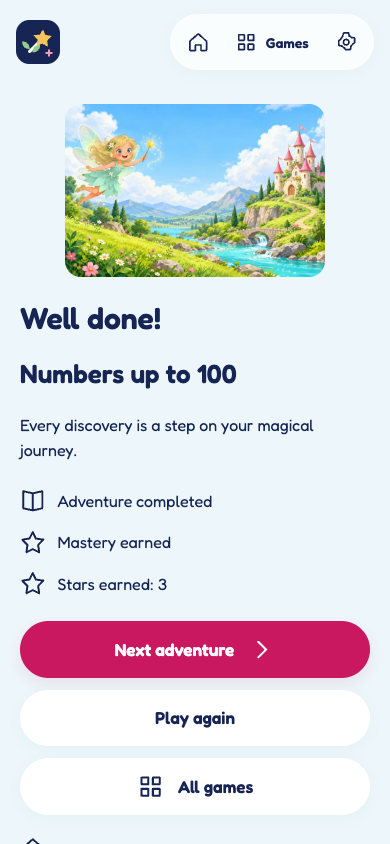 Games
Well done!
Numbers up to 100
Every discovery is a step on your magical
journey.
Adventure completed
Mastery earned
Stars earned: 3
Next adventure
Play again
All games